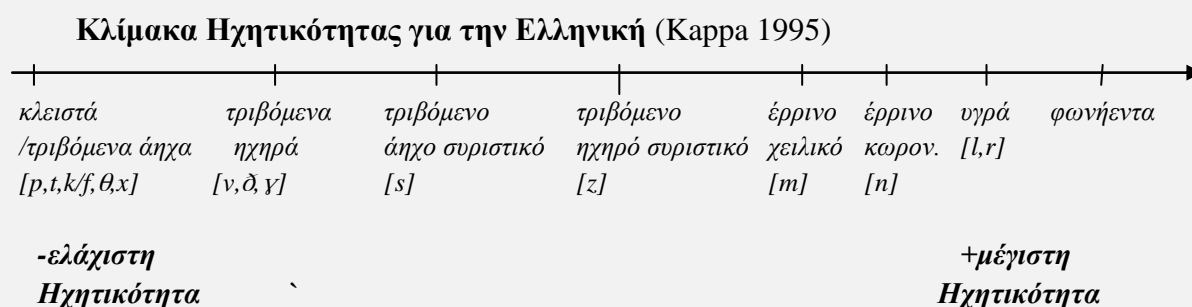 Κλίμακα Ηχητικότητας για την Ελληνική (Kappa 1995)
κλειστά τριβόμενα τριβόμενο τριβόμενο έρρινο έρρινο υγρά φωνήεντα
/τριβόμενα άηχα ηχηρά άηχο συριστικό ηχηρό συριστικό χειλικό κορων. [l,r]
[p,t,k/f,θ,x] [v,ð,ɣ] [s] [z] [m] [n]
-ελάχιστη +μέγιστη
Ηχητικότητα ` Ηχητικότητα